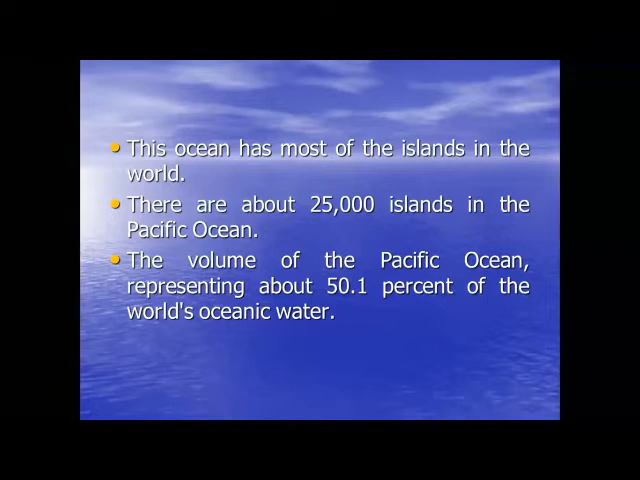 This ocean has most of the islands in the
world.
There are about 25,000 islands in the
Pacific Ocean.
The volume of the Pacific Ocean,
representing about 50.1 percent of the
world's oceanic water.